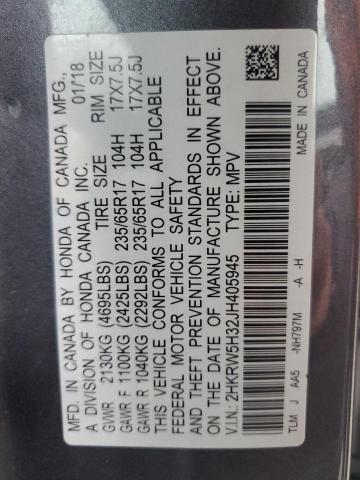 MFD. IN CANADA BY HONDA OF CANADA MFG.,
A DIVISION OF HONDA CANADA INC. 01/18
TIRE SIZE RIM SIZE
GVWR 2130KG (4695LBS)
GAWR F 1100KG (2425LBS) 235/65R17 104H 17X7.5J
GAWR R 1040KG (2292LBS) 235/65R17 104H 17X7.5J
THIS VEHICLE CONFORMS TO ALL APPLICABLE
FEDERAL MOTOR VEHICLE SAFETY
AND THEFT PREVENTION STANDARDS IN EFFECT
ON THE DATE OF MANUFACTURE SHOWN ABOVE.
V.I.N.: 2HKRW5H32JH405945 TYPE: MPV
TLM J AA5 -NH797M -A -H MADE IN CANADA